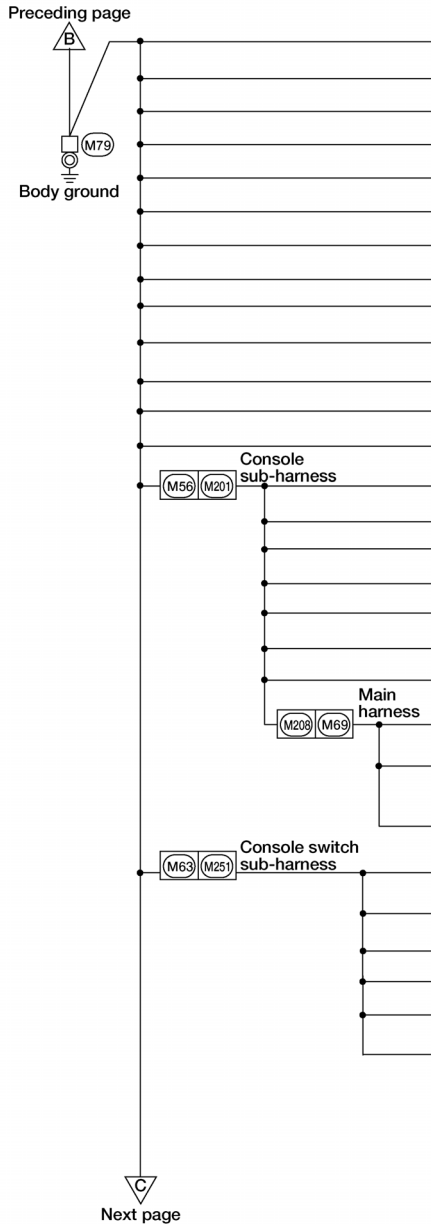 Preceding page
B
M79
Body ground
Console
sub-harness
M56 M201
Main
harness
M208 M69
Console switch
sub-harness
M63 M251
C
Next page